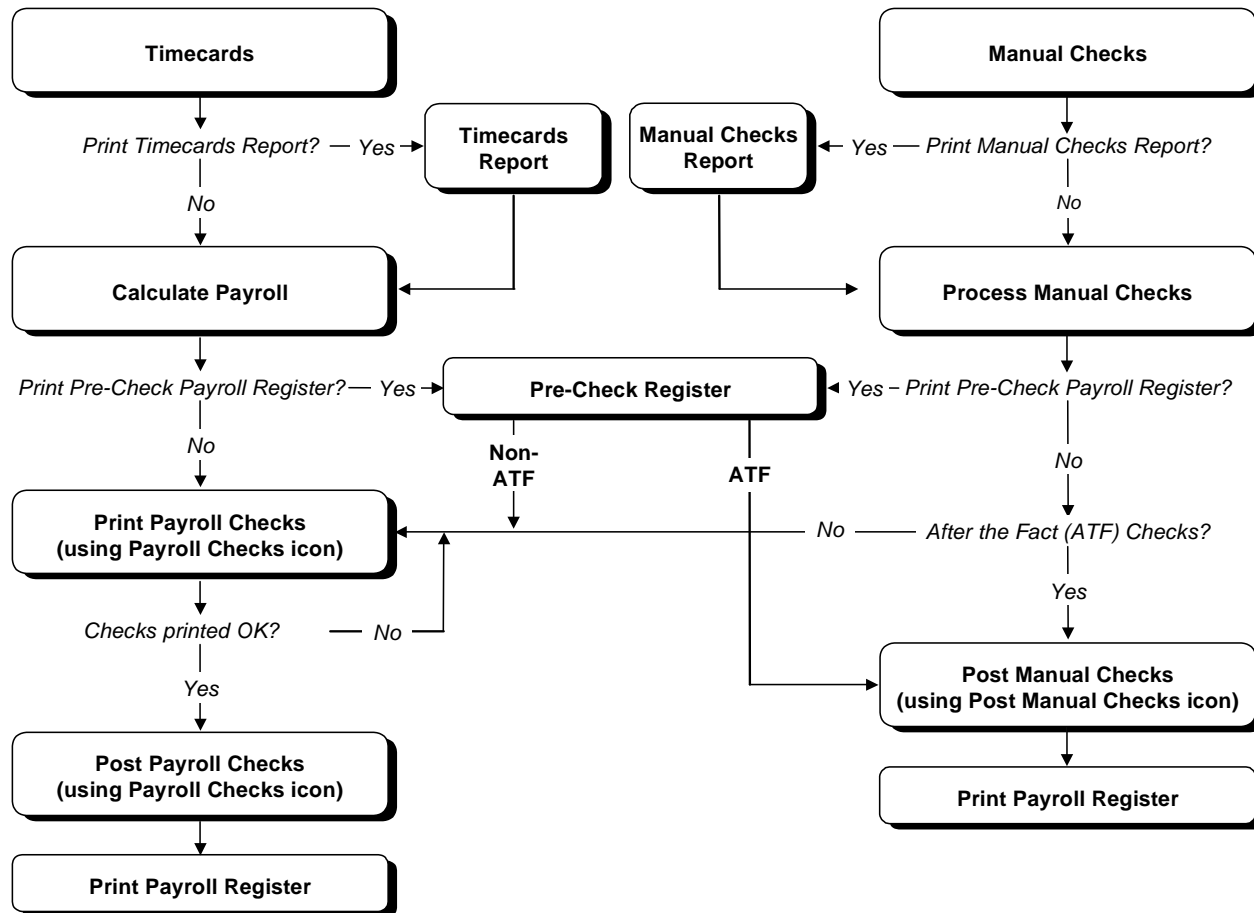 Timecards
Manual Checks
Print Timecards Report?
Yes
Timecards
Report
Manual Checks
Report
Yes
Print Manual Checks Report?
No
No
Calculate Payroll
Process Manual Checks
Print Pre-Check Payroll Register?
Yes
Pre-Check Register
Yes
Print Pre-Check Payroll Register?
No
Non-
ATF
ATF
No
Print Payroll Checks
(using Payroll Checks icon)
No
After the Fact (ATF) Checks?
Checks printed OK?
No
Yes
Yes
Post Manual Checks
(using Post Manual Checks icon)
Post Payroll Checks
(using Payroll Checks icon)
Print Payroll Register
Print Payroll Register